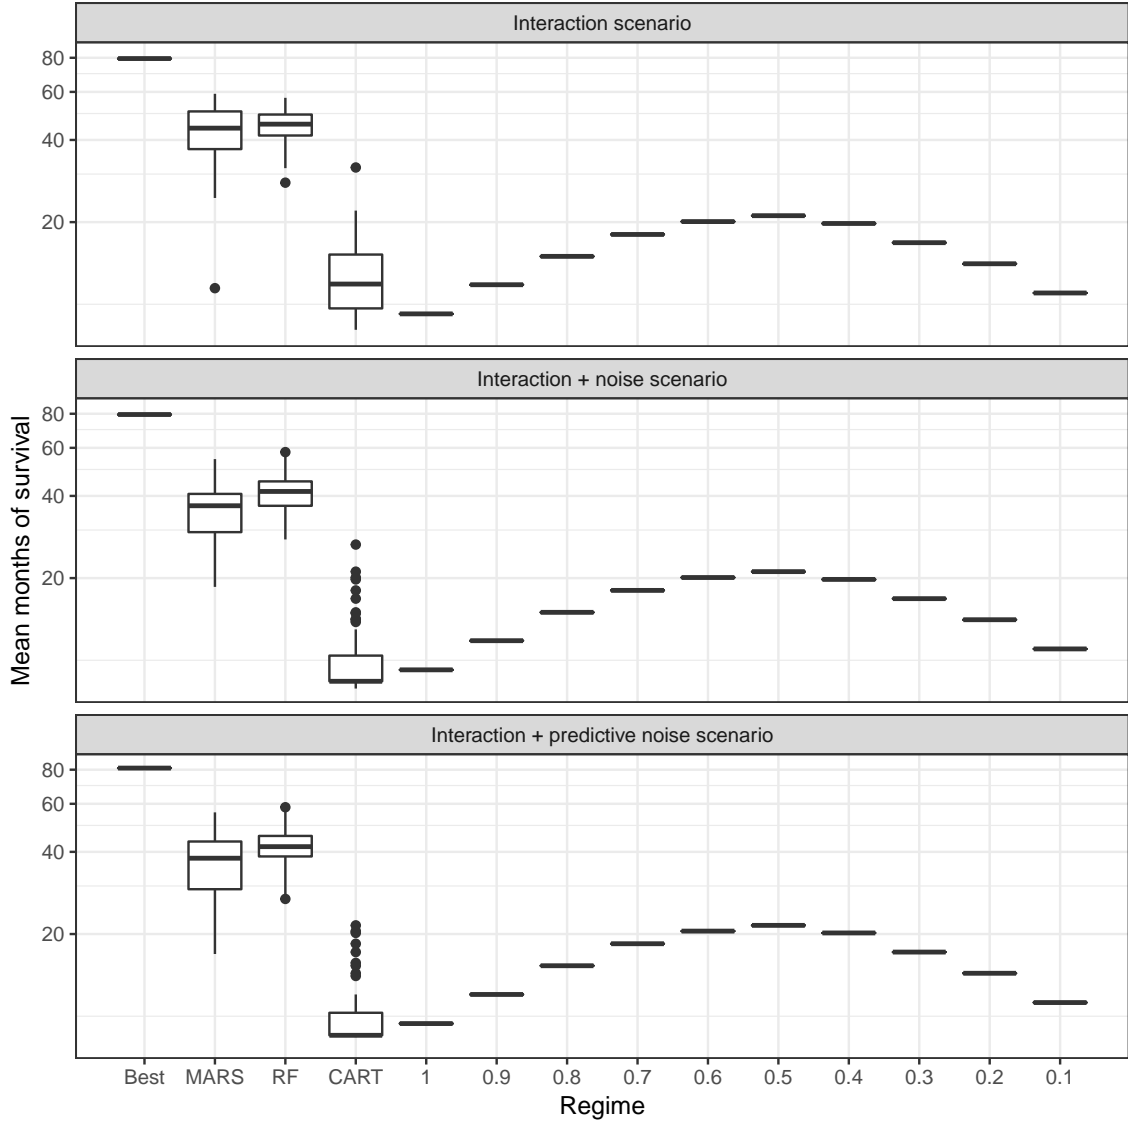 Interaction scenario
80
60
40
20
Interaction + noise scenario
80
60
40
20
Mean months of survival
Interaction + predictive noise scenario
80
60
40
20
Best MARS RF CART 1 0.9 0.8 0.7 0.6 0.5 0.4 0.3 0.2 0.1
Regime